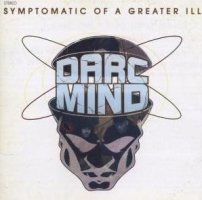 STEREO
SYMPTOMATIC OF A GREATER ILL
DARC
MIND